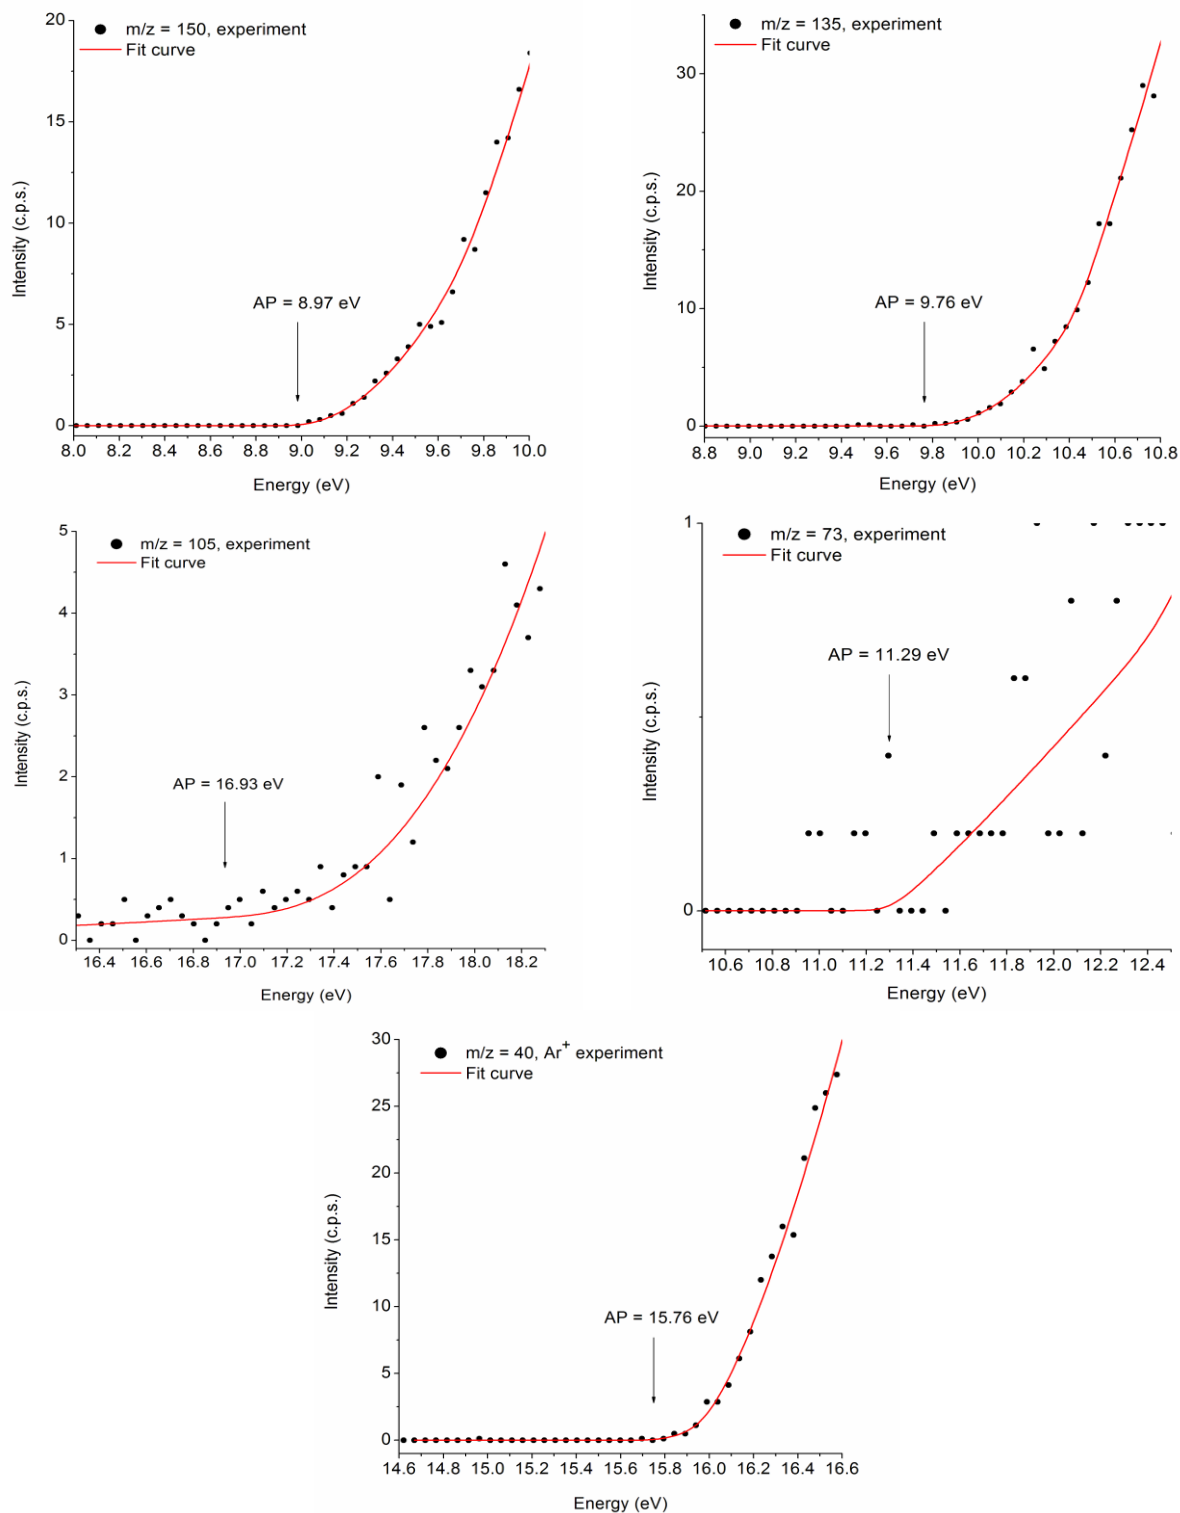 m/z = 150, experiment
Fit curve
20
15
10
5
0
Intensity (c.p.s.)
AP = 8.97 eV
8.0 8.2 8.4 8.6 8.8 9.0 9.2 9.4 9.6 9.8 10.0
Energy (eV)
m/z = 135, experiment
Fit curve
30
20
10
0
Intensity (c.p.s.)
AP = 9.76 eV
8.8 9.0 9.2 9.4 9.6 9.8 10.0 10.2 10.4 10.6 10.8
Energy (eV)
m/z = 105, experiment
Fit curve
5
4
3
2
1
0
Intensity (c.p.s.)
AP = 16.93 eV
16.4 16.6 16.8 17.0 17.2 17.4 17.6 17.8 18.0 18.2
Energy (eV)
m/z = 73, experiment
Fit curve
1
0
Intensity (c.p.s.)
AP = 11.29 eV
10.6 10.8 11.0 11.2 11.4 11.6 11.8 12.0 12.2 12.4
Energy (eV)
m/z = 40, Ar+ experiment
Fit curve
30
25
20
15
10
5
0
Intensity (c.p.s.)
AP = 15.76 eV
14.6 14.8 15.0 15.2 15.4 15.6 15.8 16.0 16.2 16.4 16.6
Energy (eV)